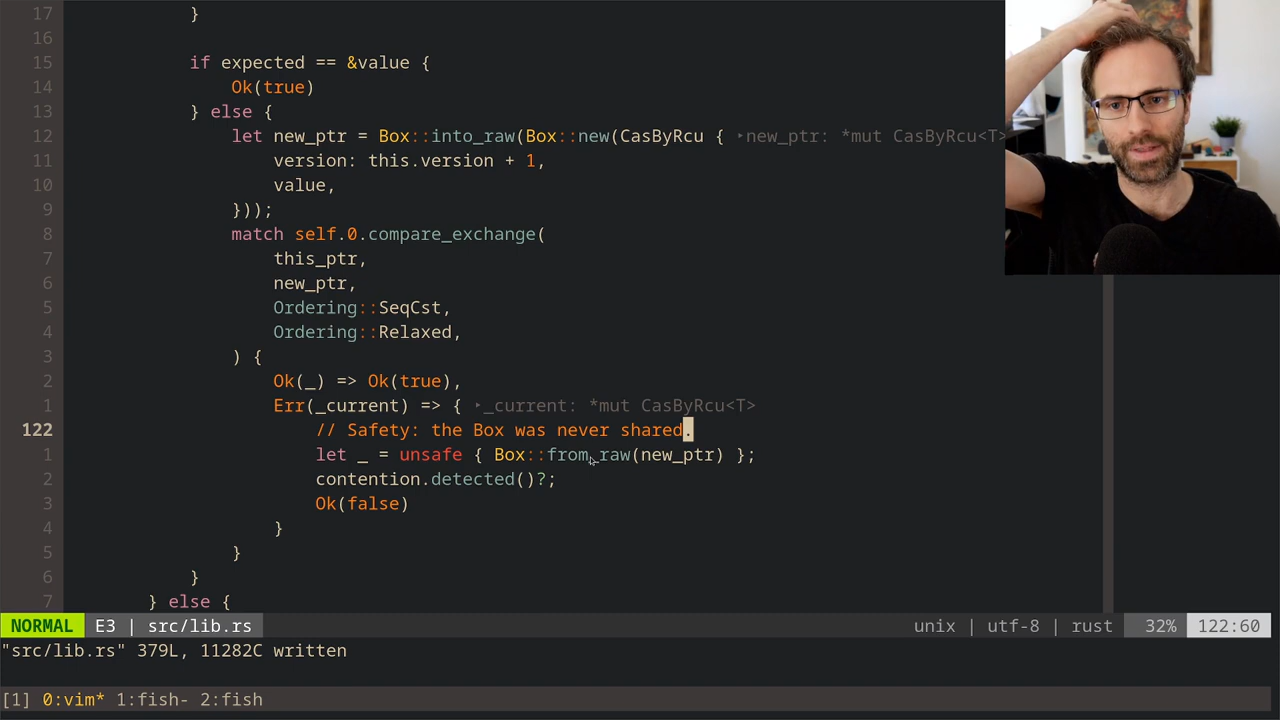 17 }
16
15 if expected == &value {
14 Ok(true)
13 } else {
12 let new_ptr = Box::into_raw(Box::new(CasByRcu { ‣new_ptr: *mut CasByRcu<T>
11 version: this.version + 1,
10 value,
9 }));
8 match self.0.compare_exchange(
7 this_ptr,
6 new_ptr,
5 Ordering::SeqCst,
4 Ordering::Relaxed,
3 ) {
2 Ok(_) => Ok(true),
1 Err(_current) => { ‣_current: *mut CasByRcu<T>
122 // Safety: the Box was never shared.
1 let _ = unsafe { Box::from_raw(new_ptr) };
2 contention.detected()?;
3 Ok(false)
4 }
5 }
6 }
7 } else {
NORMAL E3 | src/lib.rs unix | utf-8 | rust 32% 122:60
"src/lib.rs" 379L, 11282C written
[1] 0:vim* 1:fish- 2:fish